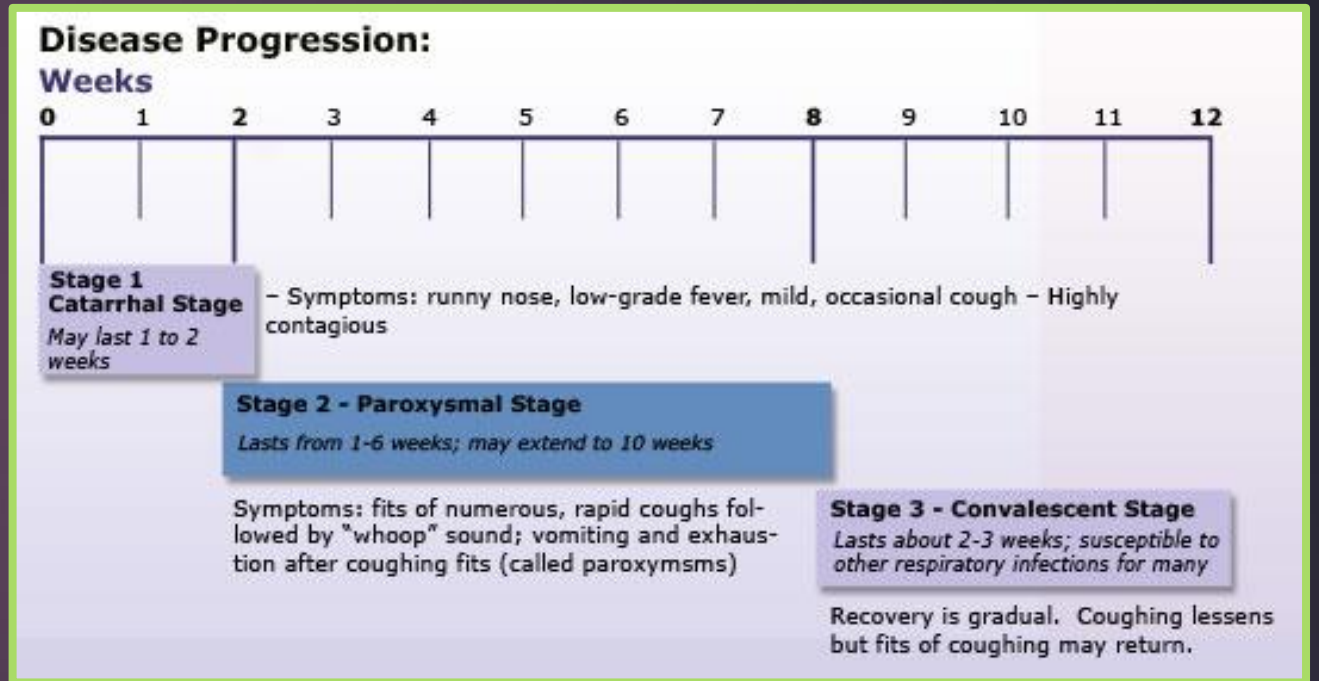 Disease Progression:
Weeks
0 1 2 3 4 5 6 7 8 9 10 11 12
Stage 1
Catarrhal Stage
May last 1 to 2
weeks
– Symptoms: runny nose, low-grade fever, mild, occasional cough – Highly
contagious
Stage 2 - Paroxysmal Stage
Lasts from 1-6 weeks; may extend to 10 weeks
Symptoms: fits of numerous, rapid coughs fol-
lowed by “whoop” sound; vomiting and exhaus-
tion after coughing fits (called paroxymsms)
Stage 3 - Convalescent Stage
Lasts about 2-3 weeks; susceptible to
other respiratory infections for many
Recovery is gradual. Coughing lessens
but fits of coughing may return.